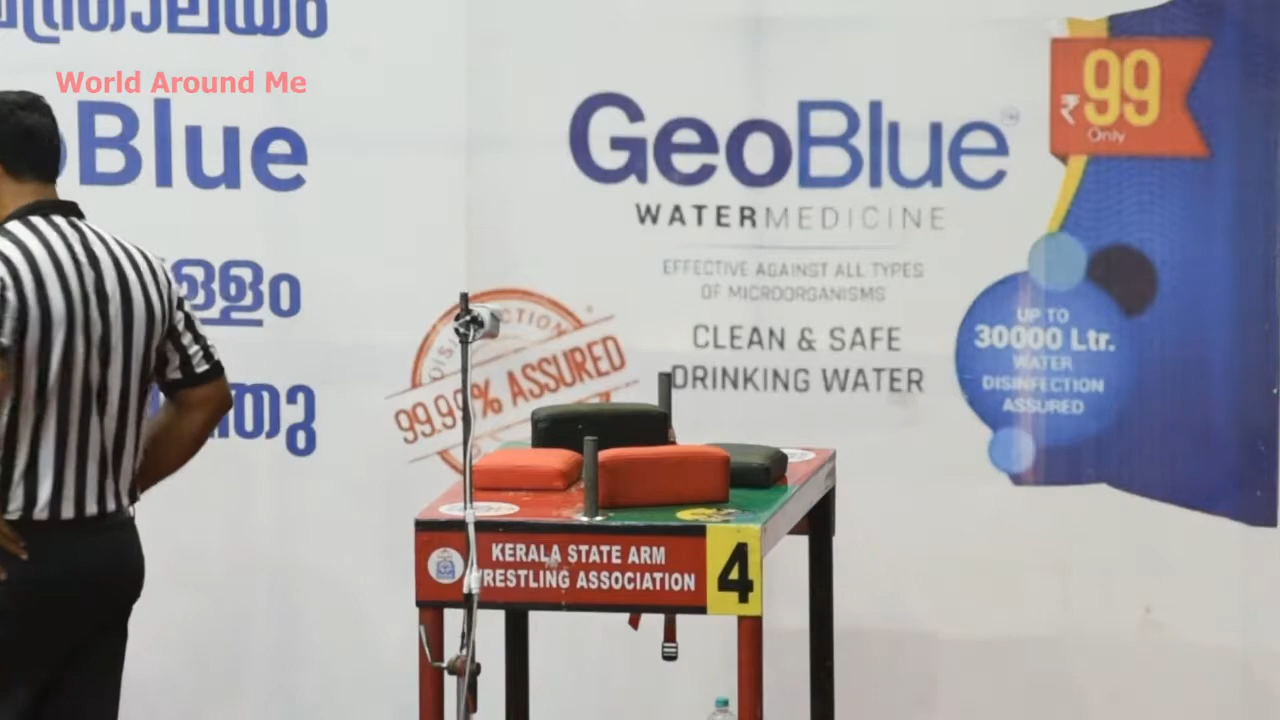 World Around Me
Blue
GeoBlue
WATERMEDICINE
EFFECTIVE AGAINST ALL TYPES
OF MICROORGANISMS
CLEAN & SAFE
DRINKING WATER
99.99% ASSURED
₹99
Only
UP TO
30000 Ltr.
WATER
DISINFECTION
ASSURED
KERALA STATE ARM
WRESTLING ASSOCIATION
4